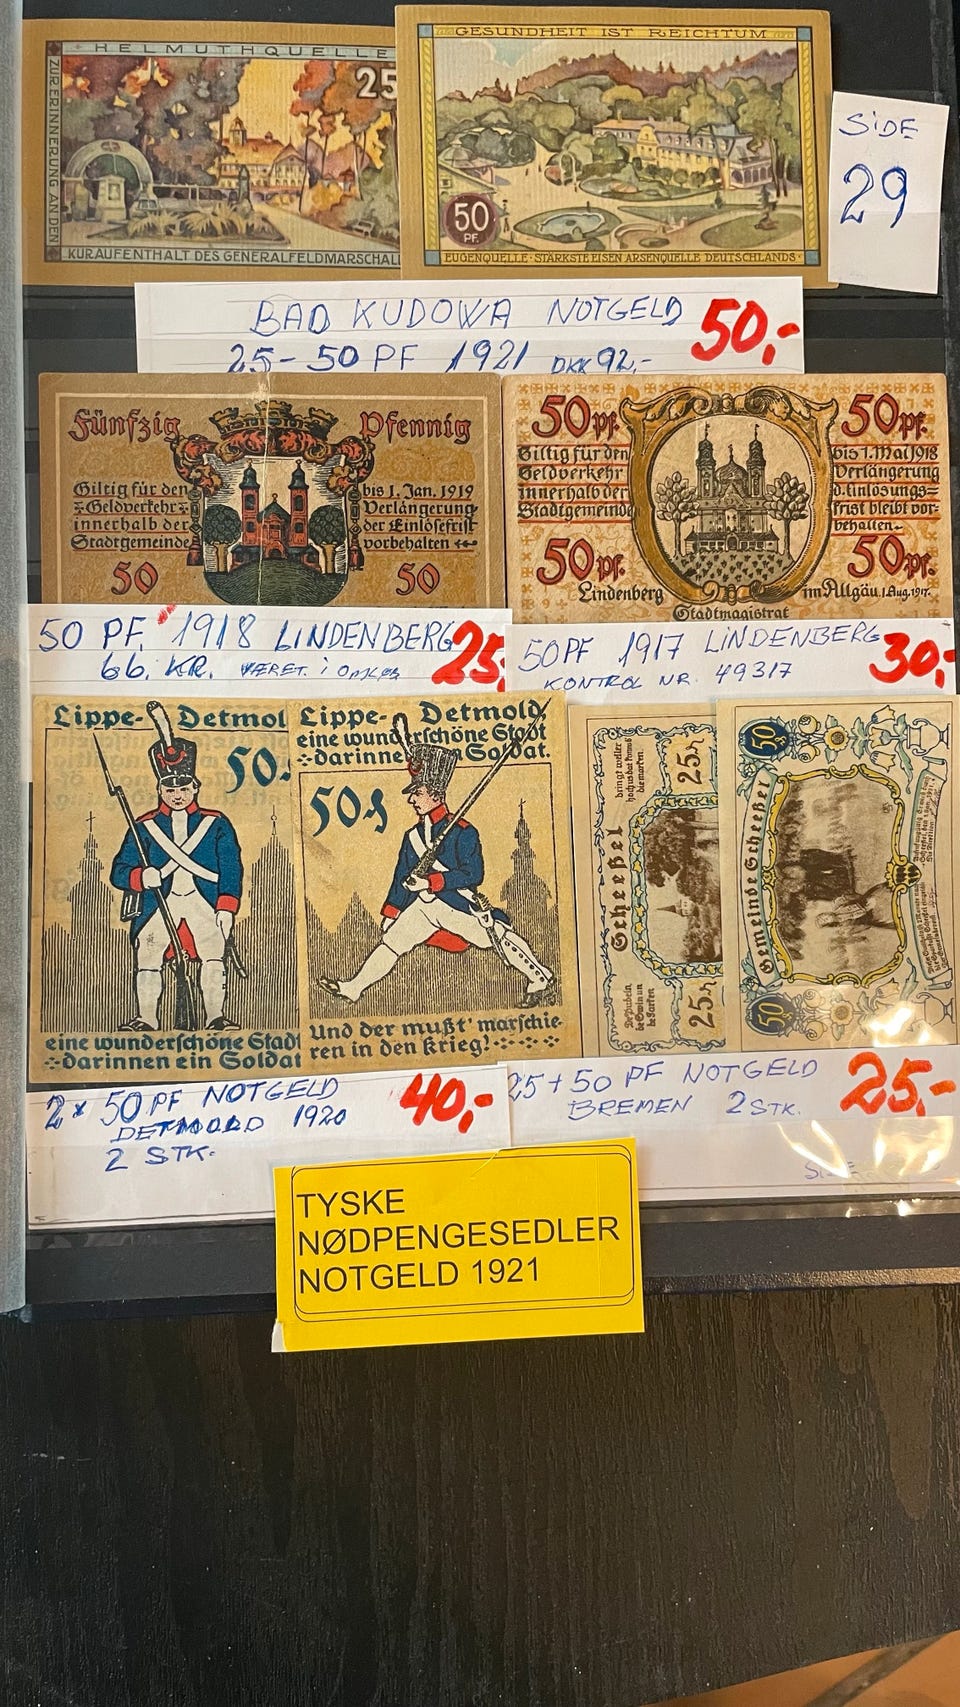 HELMUTHQUELLE
25
ZUR ERINNERUNG AN DEN
KURAUFENTHALT DES GENERALFELDMARSCHAL
GESUNDHEIT IST REICHTUM
50
PF.
EUGENQUELLE · STÄRKSTE EISEN ARSENQUELLE DEUTSCHLANDS ·
SIDE
29
BAD KUDOWA NOTGELD
25-50 PF 1921 DKK 92,-
50,-
Fünfzig Pfennig
Giltig für den
Geldverkehr
innerhalb der
Stadtgemeinde
bis 1. Jan. 1919
Verlängerung
der Einlösefrist
vorbehalten
50 50
50 pf. 50 pf.
Giltig für den
Geldverkehr
innerhalb der
Stadtgemeinde
bis 1. Mai 1918
Verlängerung
d. Einlösungs=
frist bleibt vor-
behalten.
50 pf. 50 pf.
Lindenberg im Allgäu, 1. Aug. 1917.
Stadtmagistrat
50 PF. 1918 LINDENBERG
66. KR. VÆRET i OMLØB
25,
50 PF 1917 LINDENBERG
KONTROL NR. 49317
30,-
Lippe- Detmol
50.
eine wunderschöne Stadt
darinnen ein Soldat
Lippe- Detmold
eine wunderschöne Stadt
darinnen Soldat.
50 ₰
Und der mußt' marschie-
ren in den Krieg!
Scheeßel
25 ₰
25 ₰
50
Gemeinde Scheeßel
50
2x 50 PF NOTGELD
DETMOLD 1920
2 STK.
40,-
25+50 PF NOTGELD
BREMEN 2 STK.
25,-
TYSKE
NØDPENGESEDLER
NOTGELD 1921